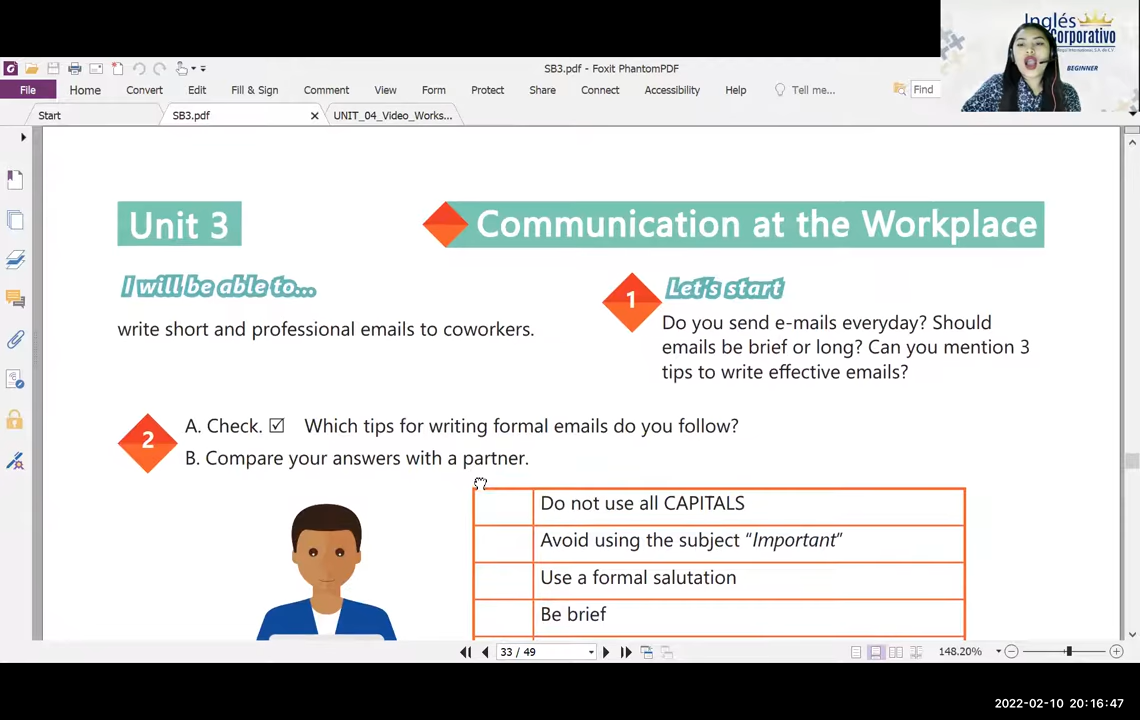 Inglés
Corporativo
BEGINNER
SB3.pdf - Foxit PhantomPDF
File Home Convert Edit Fill & Sign Comment View Form Protect Share Connect Accessibility Help Tell me... Find
Start SB3.pdf UNIT_04_Video_Works...
Unit 3 Communication at the Workplace
I will be able to...
write short and professional emails to coworkers.
1 Let's start
Do you send e-mails everyday? Should
emails be brief or long? Can you mention 3
tips to write effective emails?
2 A. Check. ☑ Which tips for writing formal emails do you follow?
B. Compare your answers with a partner.
Do not use all CAPITALS
Avoid using the subject "Important"
Use a formal salutation
Be brief
33 / 49 148.20%
2022-02-10 20:16:47